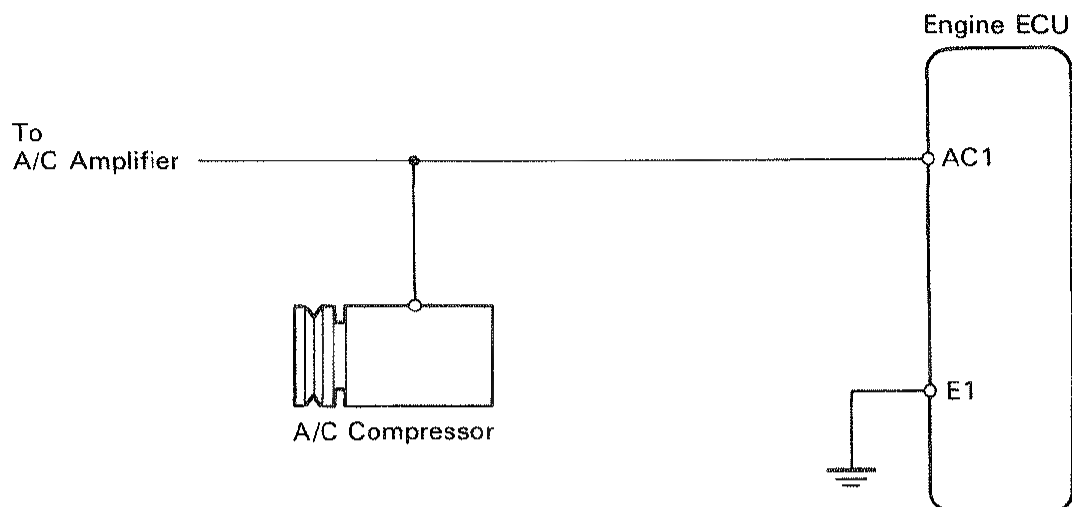 Engine ECU
To
A/C Amplifier
AC1
E1
A/C Compressor